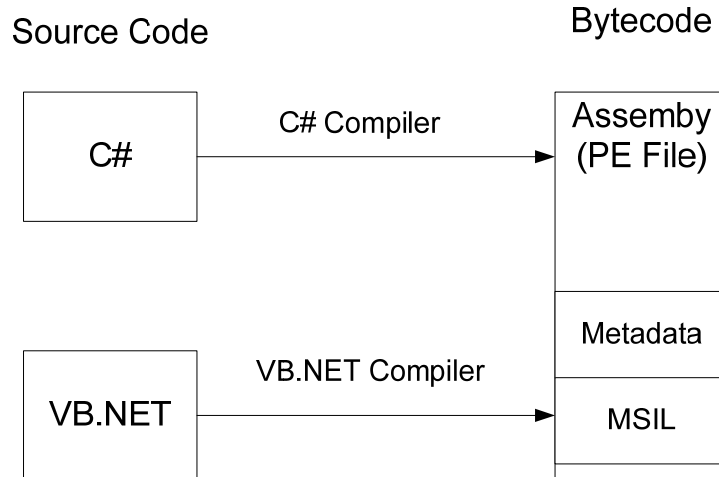 Source Code
Bytecode
C#
C# Compiler
Assemby
(PE File)
Metadata
VB.NET
VB.NET Compiler
MSIL